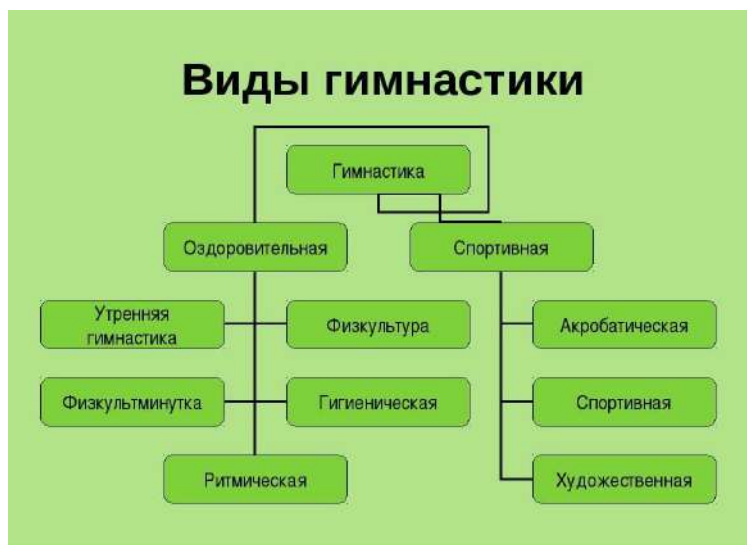 Виды гимнастики
Гимнастика
Оздоровительная
Спортивная
Утренняя
гимнастика
Физкультура
Акробатическая
Физкультминутка
Гигиеническая
Спортивная
Ритмическая
Художественная